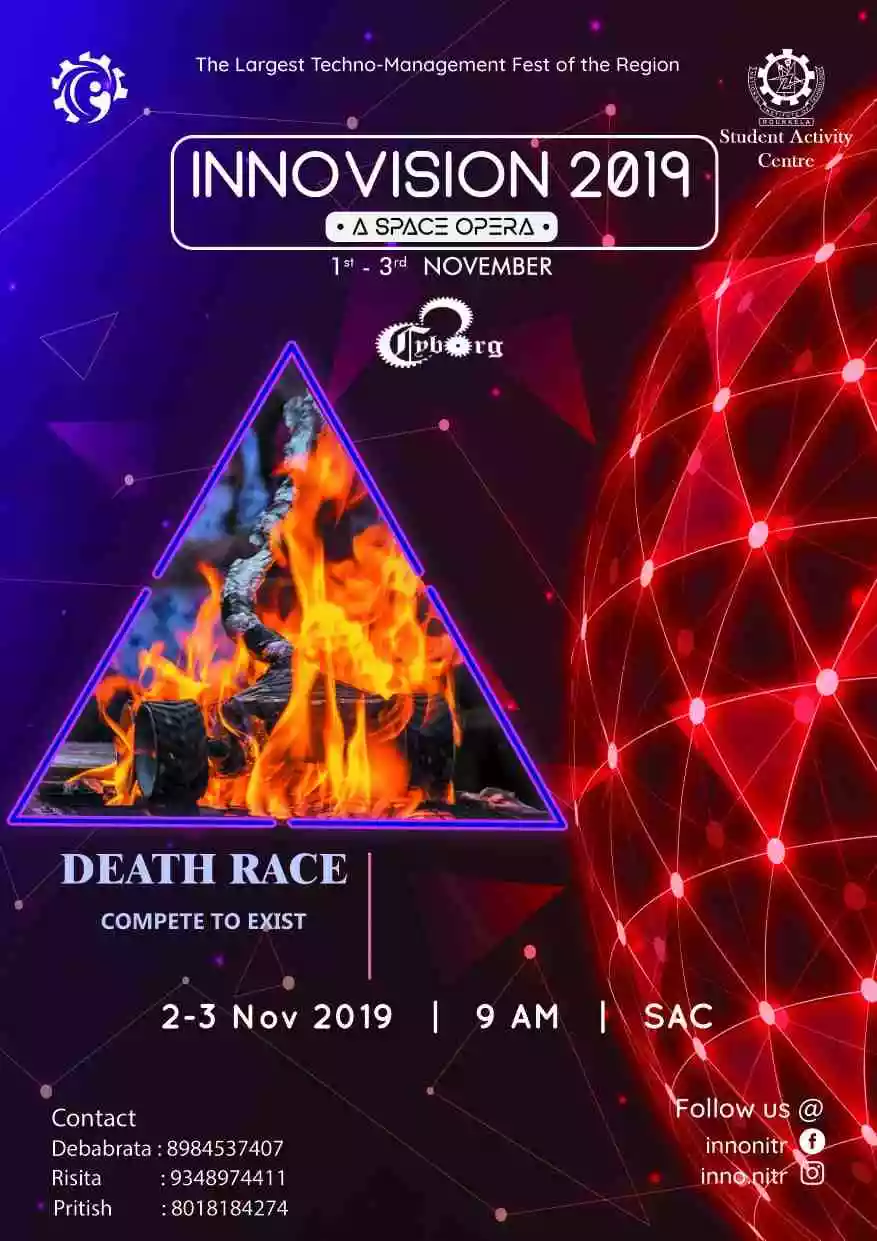 The Largest Techno-Management Fest of the Region
ROURKELA
Student Activity
Centre
INNOVISION 2019
• A SPACE OPERA •
1st - 3rd NOVEMBER
Cyborg
DEATH RACE
COMPETE TO EXIST
2-3 Nov 2019 | 9 AM | SAC
Contact
Debabrata : 8984537407
Risita : 9348974411
Pritish : 8018184274
Follow us @
innonitr
inno.nitr